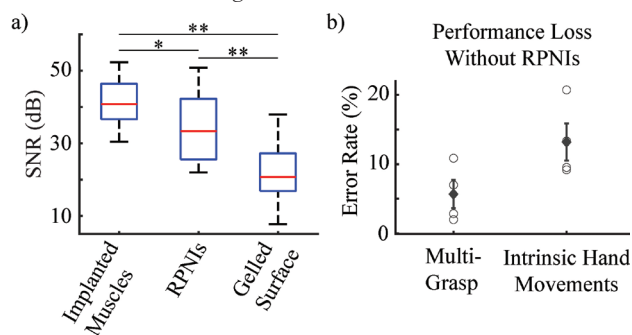 a)
SNR (dB)
50
30
10
**
*
**
Implanted
Muscles
RPNIs
Gelled
Surface
b)
Performance Loss
Without RPNIs
Error Rate (%)
20
10
0
Multi-
Grasp
Intrinsic Hand
Movements